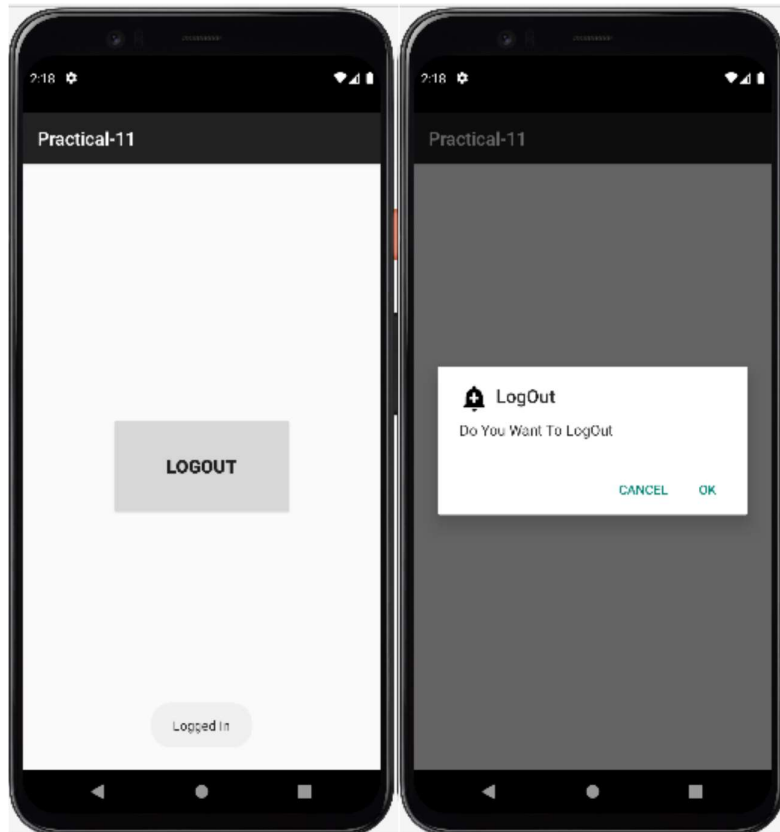 2:18
Practical-11
LOGOUT
Logged In
2:18
Practical-11
LogOut
Do You Want To LogOut
CANCEL OK